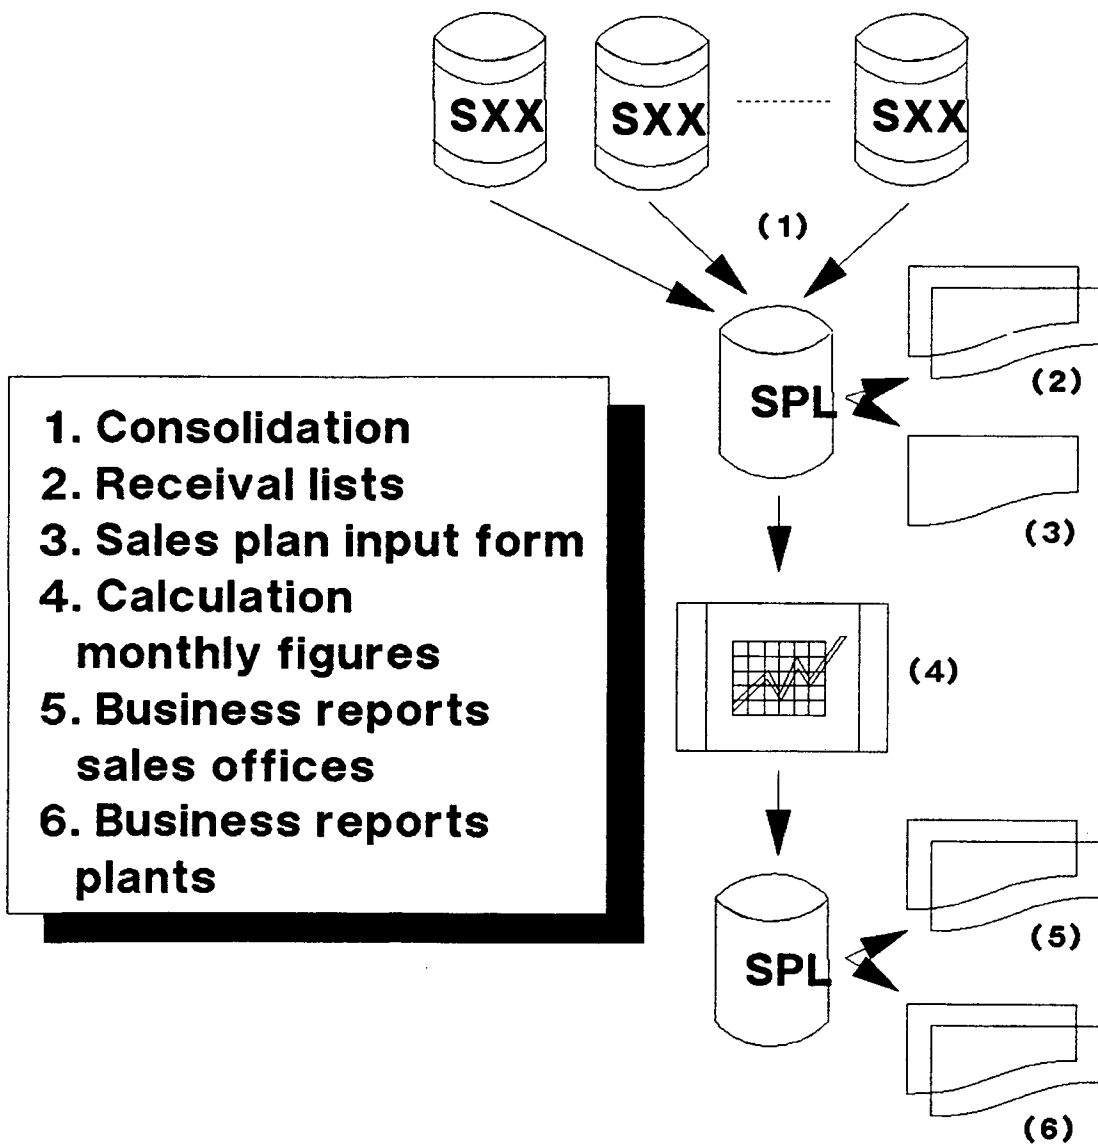 SXX SXX SXX
(1)
SPL
(2)
(3)
1. Consolidation
2. Receival lists
3. Sales plan input form
4. Calculation
monthly figures
5. Business reports
sales offices
6. Business reports
plants
(4)
SPL
(5)
(6)